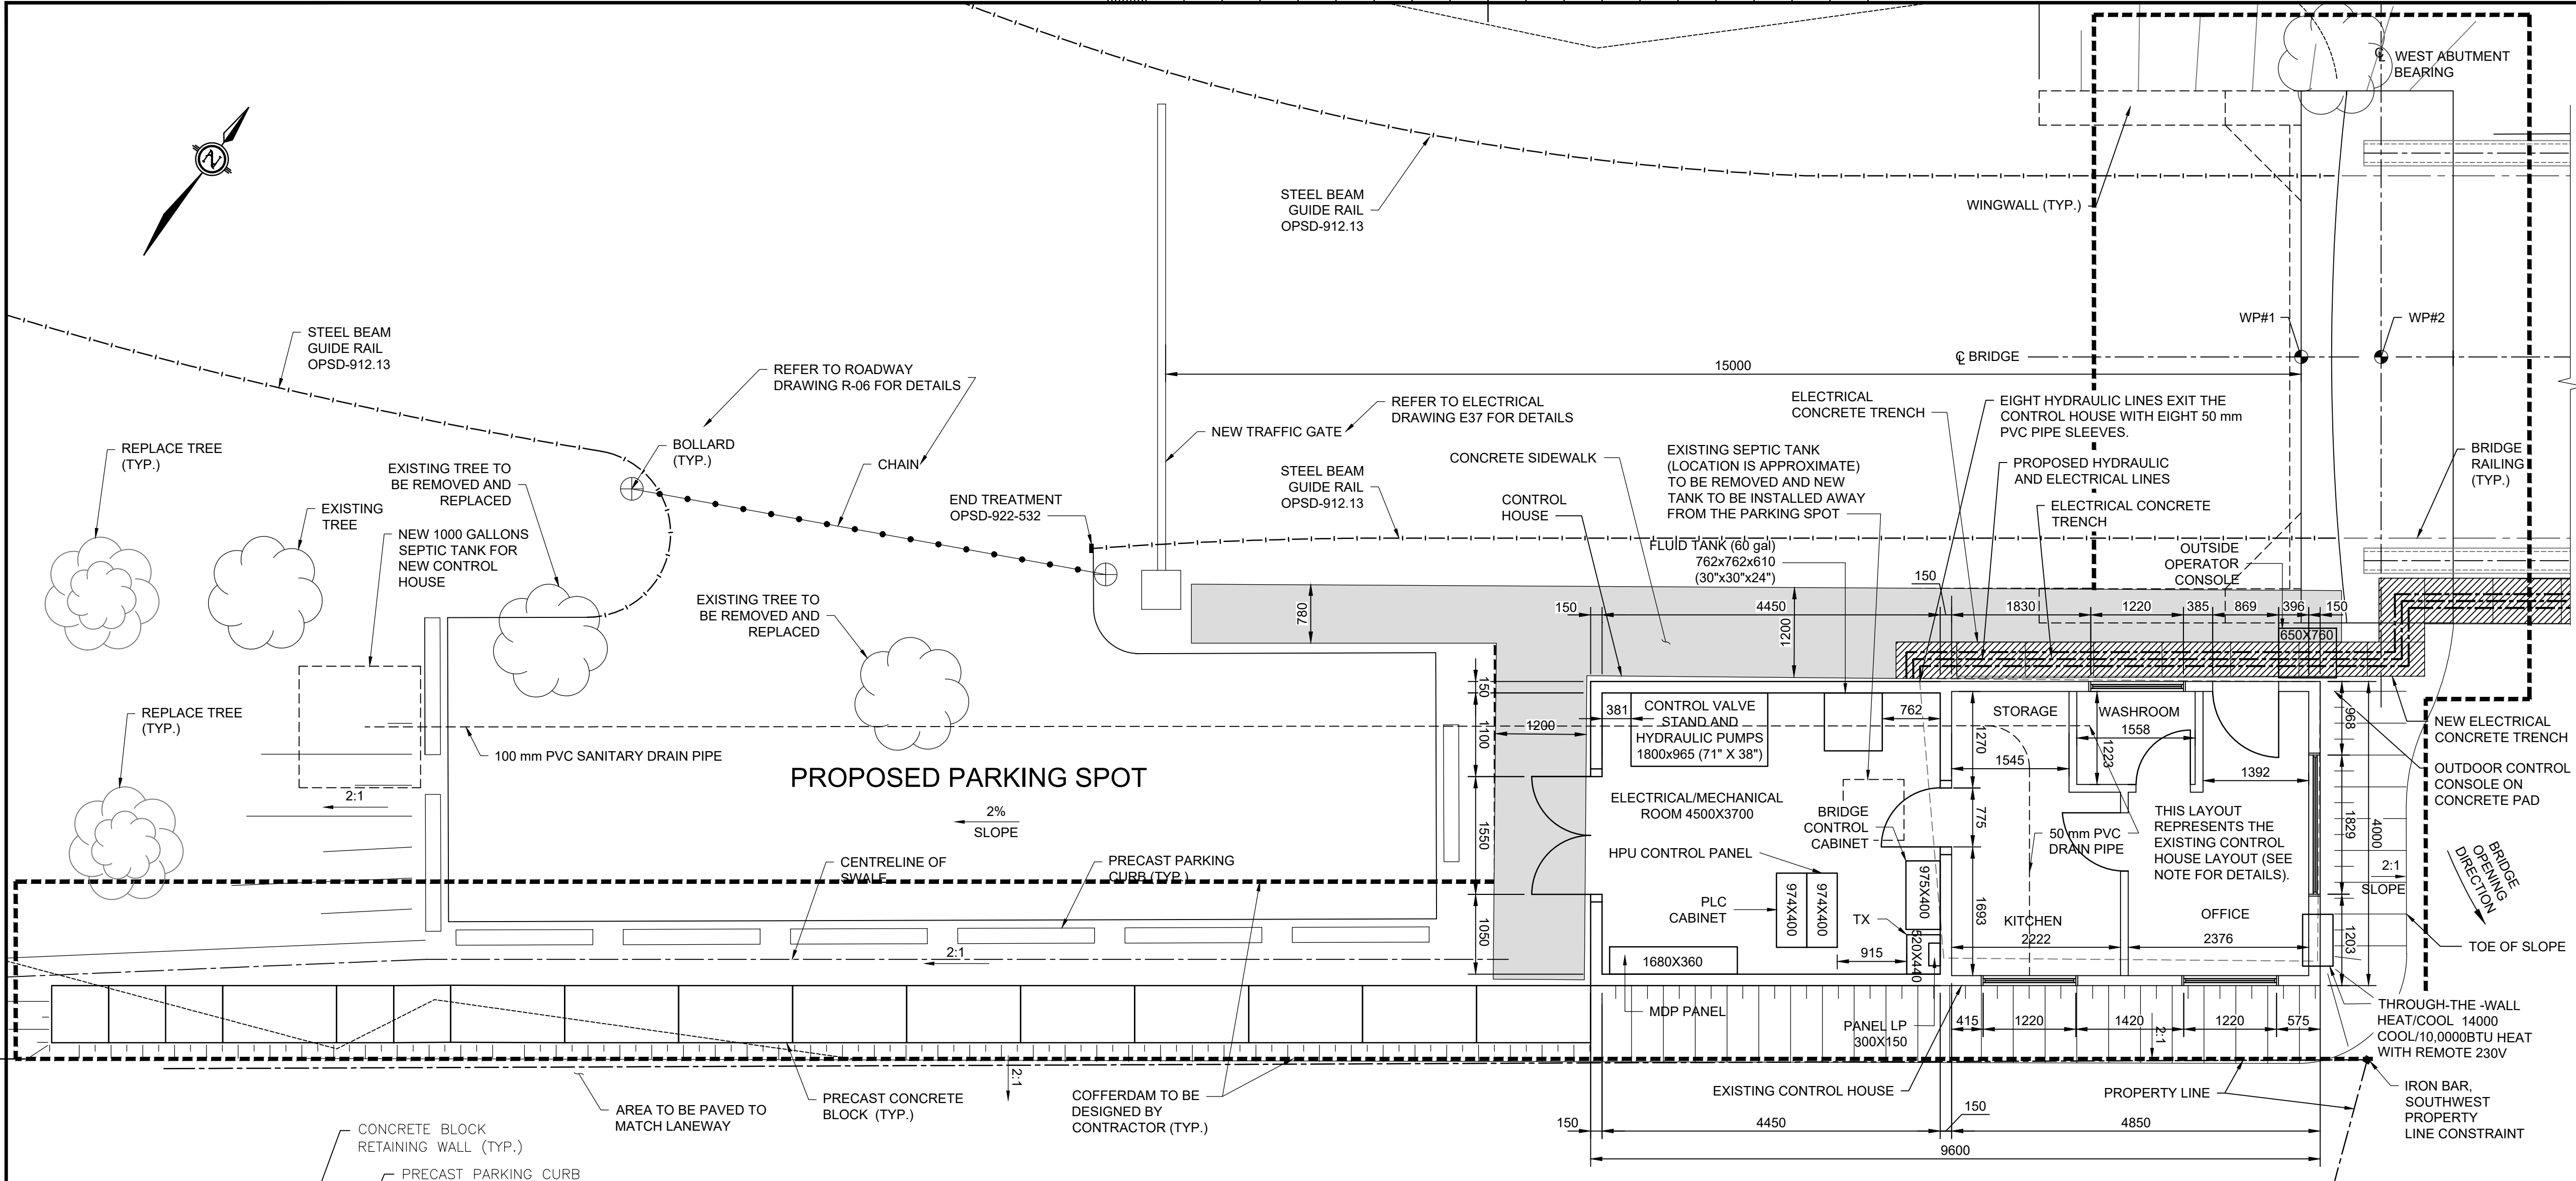 ℄ WEST ABUTMENT
BEARING
N
STEEL BEAM
GUIDE RAIL
OPSD-912.13
WINGWALL (TYP.)
STEEL BEAM
GUIDE RAIL
OPSD-912.13
WP#1
WP#2
℄ BRIDGE
15000
REFER TO ROADWAY
DRAWING R-06 FOR DETAILS
REFER TO ELECTRICAL
DRAWING E37 FOR DETAILS
NEW TRAFFIC GATE
ELECTRICAL
CONCRETE TRENCH
EIGHT HYDRAULIC LINES EXIT THE
CONTROL HOUSE WITH EIGHT 50 mm
PVC PIPE SLEEVES.
REPLACE TREE
(TYP.)
BOLLARD
(TYP.)
CHAIN
EXISTING TREE TO
BE REMOVED AND
REPLACED
CONCRETE SIDEWALK
EXISTING SEPTIC TANK
(LOCATION IS APPROXIMATE)
TO BE REMOVED AND NEW
TANK TO BE INSTALLED AWAY
FROM THE PARKING SPOT
PROPOSED HYDRAULIC
AND ELECTRICAL LINES
BRIDGE
RAILING
(TYP.)
STEEL BEAM
GUIDE RAIL
OPSD-912.13
CONTROL
HOUSE
END TREATMENT
OPSD-922-532
EXISTING
TREE
ELECTRICAL CONCRETE
TRENCH
NEW 1000 GALLONS
SEPTIC TANK FOR
NEW CONTROL
HOUSE
FLUID TANK (60 gal)
762x762x610
(30"x30"x24")
OUTSIDE
OPERATOR
CONSOLE
EXISTING TREE TO
BE REMOVED AND
REPLACED
780
150
4450
1200
150
1830
1220
385
869
396
150
650X760
REPLACE TREE
(TYP.)
100 mm PVC SANITARY DRAIN PIPE
PROPOSED PARKING SPOT
2:1
2%
SLOPE
150
1100
1200
1550
1050
381
CONTROL VALVE
STAND AND
HYDRAULIC PUMPS
1800x965 (71" X 38")
762
STORAGE
WASHROOM
1558
1270
1545
1223
1392
968
NEW ELECTRICAL
CONCRETE TRENCH
OUTDOOR CONTROL
CONSOLE ON
CONCRETE PAD
ELECTRICAL/MECHANICAL
ROOM 4500X3700
BRIDGE
CONTROL
CABINET
775
50 mm PVC
DRAIN PIPE
THIS LAYOUT
REPRESENTS THE
EXISTING CONTROL
HOUSE LAYOUT (SEE
NOTE FOR DETAILS).
1829
4000
2:1
SLOPE
BRIDGE
OPENING
DIRECTION
HPU CONTROL PANEL
CENTRELINE OF
SWALE
PRECAST PARKING
CURB (TYP.)
PLC
CABINET
974X400
974X400
975X400
TX
520X440
1693
KITCHEN
2222
OFFICE
2376
1203
TOE OF SLOPE
2:1
1680X360
915
MDP PANEL
PANEL LP
300X150
415
1220
1420
1220
575
2:1
THROUGH-THE -WALL
HEAT/COOL 14000
COOL/10,0000BTU HEAT
WITH REMOTE 230V
2:1
AREA TO BE PAVED TO
MATCH LANEWAY
PRECAST CONCRETE
BLOCK (TYP.)
COFFERDAM TO BE
DESIGNED BY
CONTRACTOR (TYP.)
EXISTING CONTROL HOUSE
PROPERTY LINE
IRON BAR,
SOUTHWEST
PROPERTY
LINE CONSTRAINT
150
4450
150
4850
9600
CONCRETE BLOCK
RETAINING WALL (TYP.)
PRECAST PARKING CURB